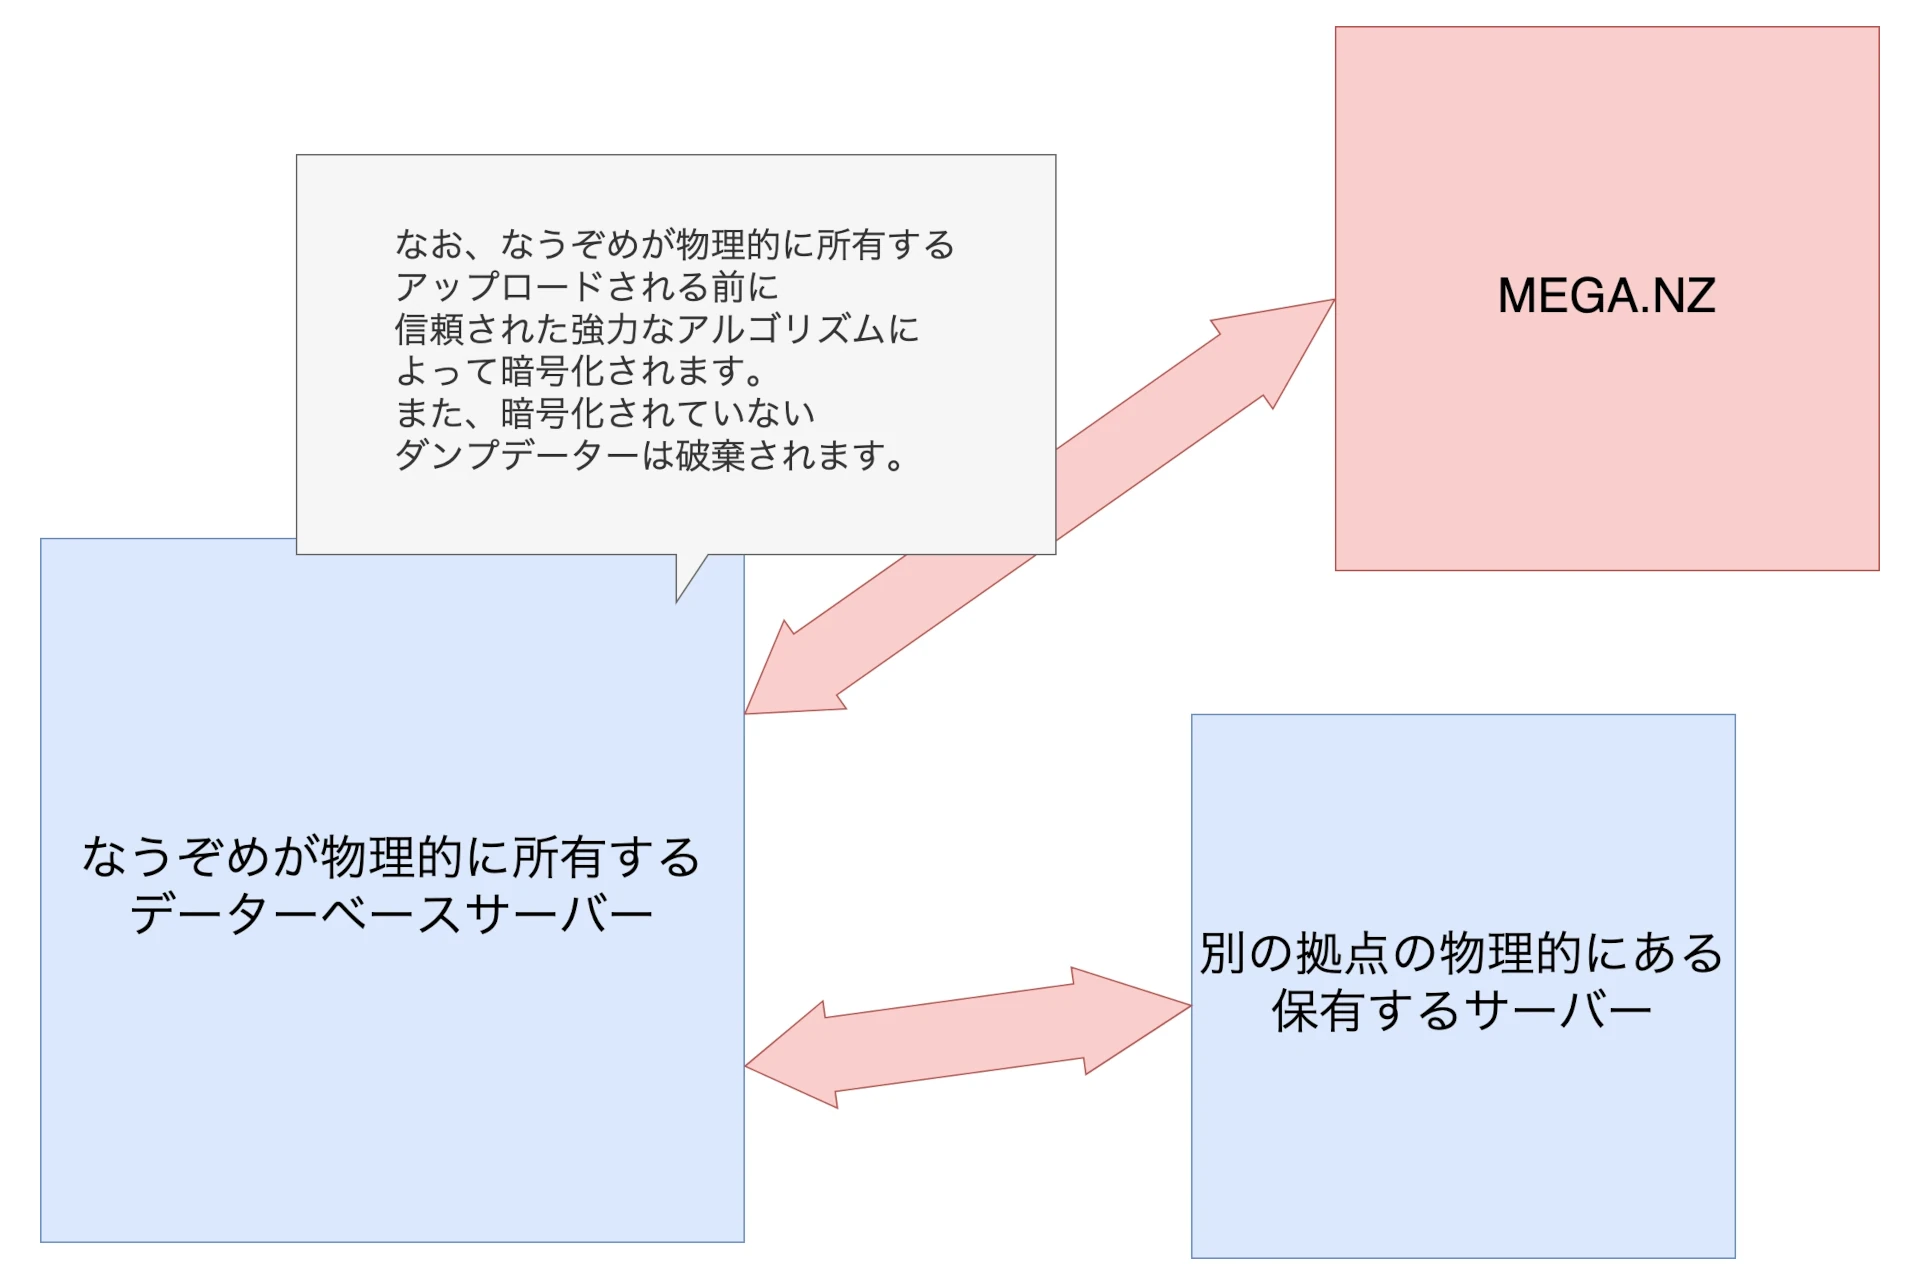 なお、なうぞめが物理的に所有する
アップロードされる前に
信頼された強力なアルゴリズムに
よって暗号化されます。
また、暗号化されていない
ダンプデーターは破棄されます。
MEGA.NZ
なうぞめが物理的に所有する
データーベースサーバー
別の拠点の物理的にある
保有するサーバー